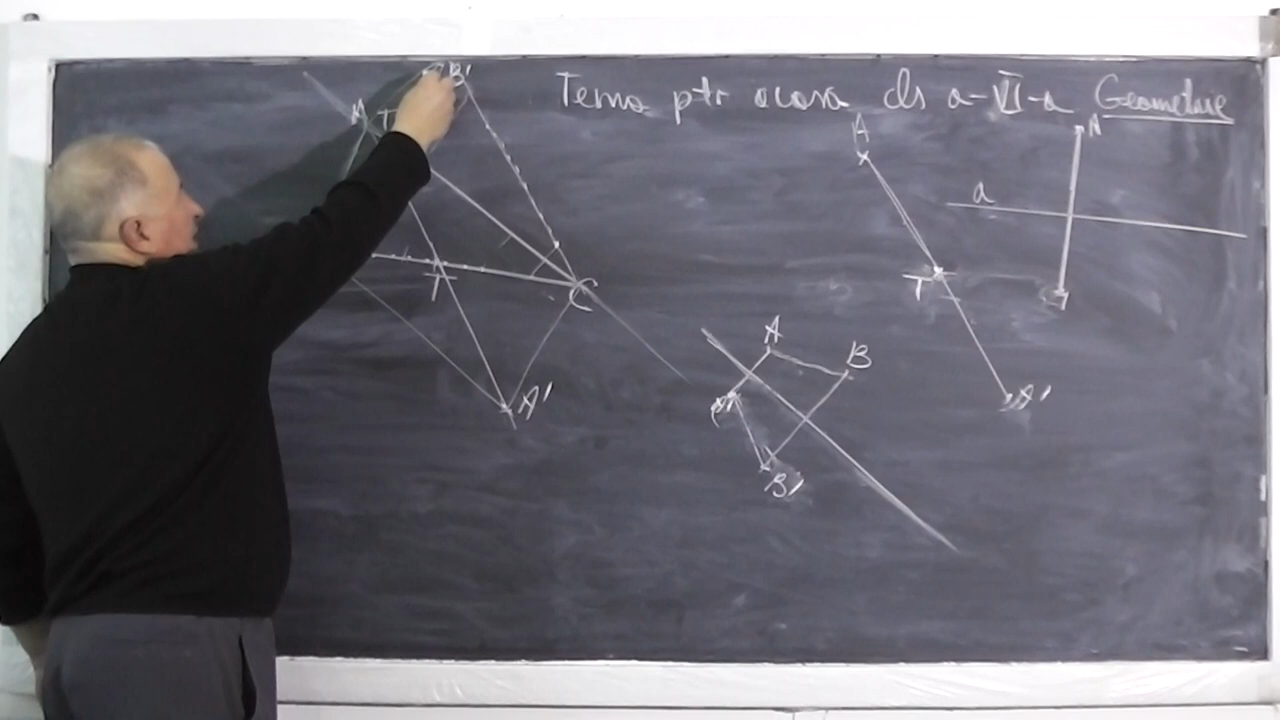 Tema ptr acasa cls a-VI-a Geometrie
B'
A T
T
C
A'
A
a
A
T
A'
A
B
A'
B'